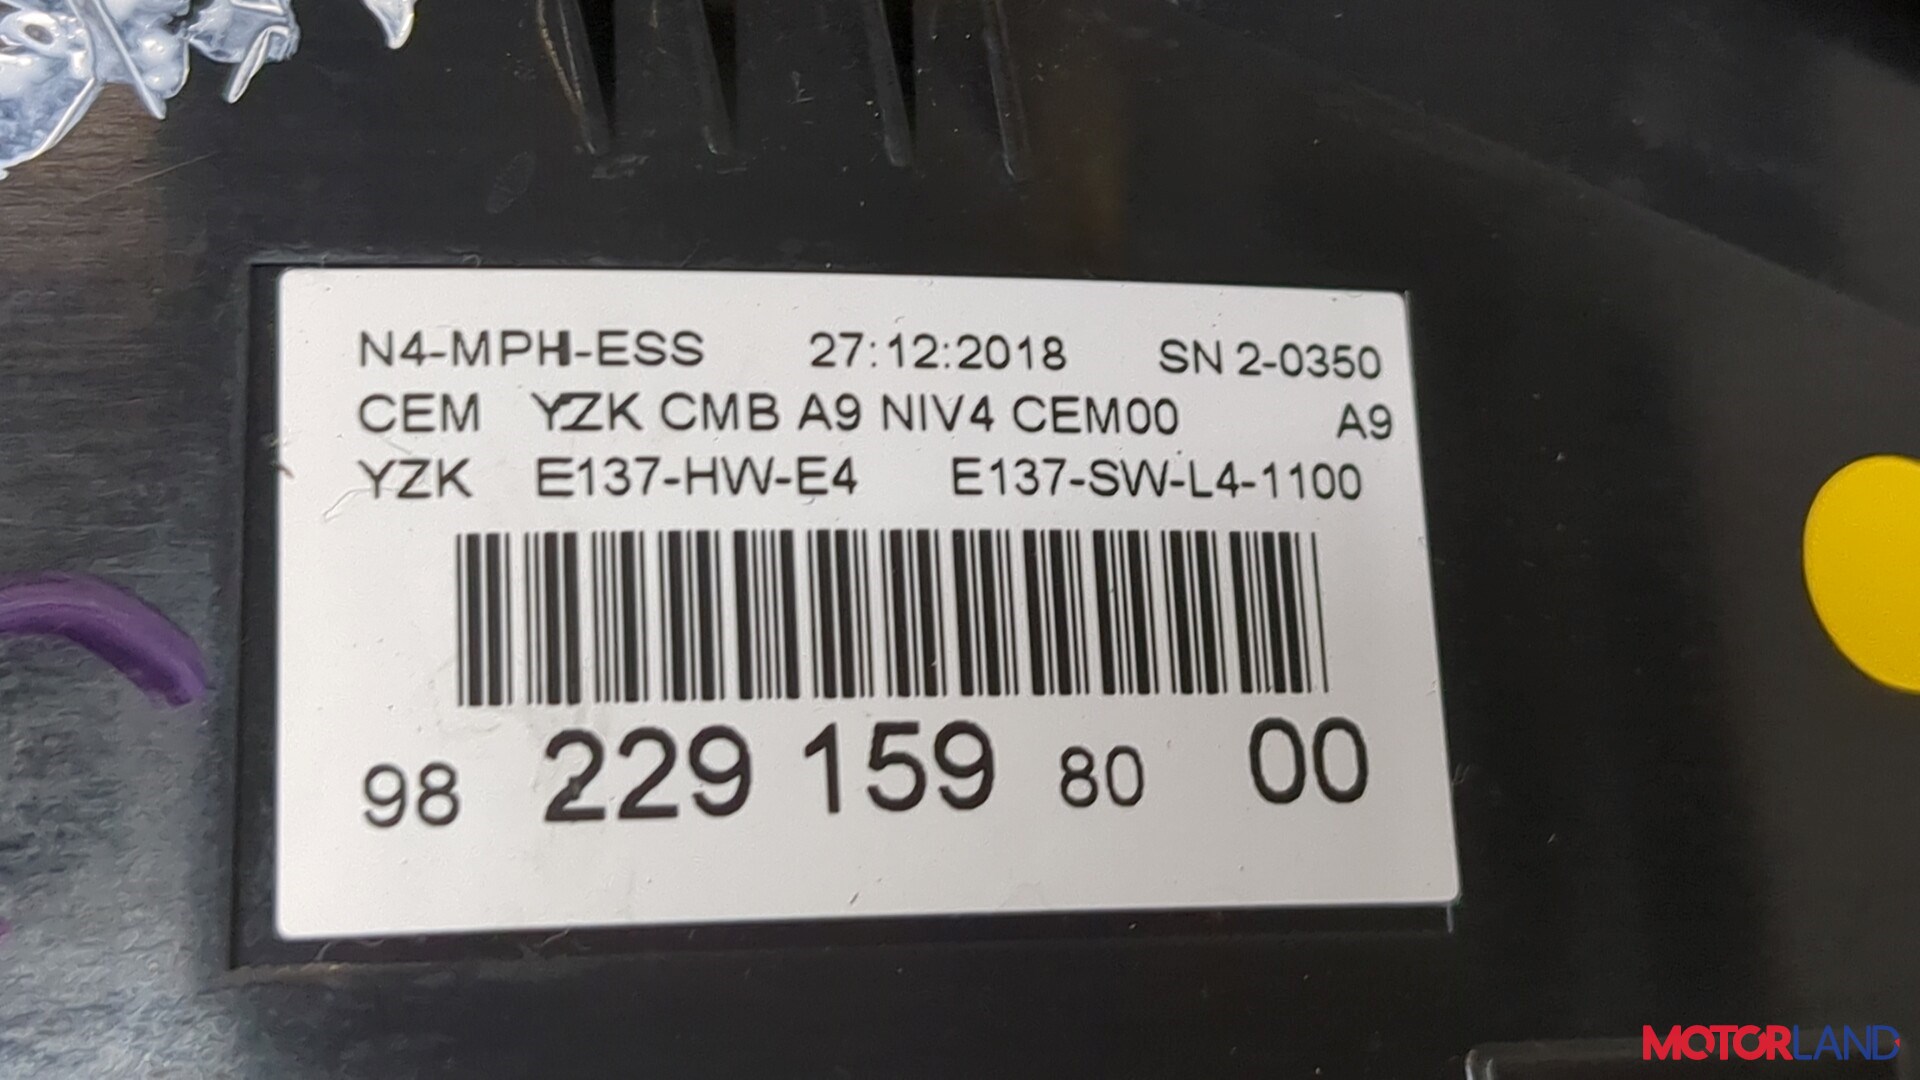 N4-MPH-ESS 27:12:2018 SN 2-0350
CEM YZK CMB A9 NIV4 CEM00 A9
YZK E137-HW-E4 E137-SW-L4-1100
98 229 159 80 00
MOTORLAND